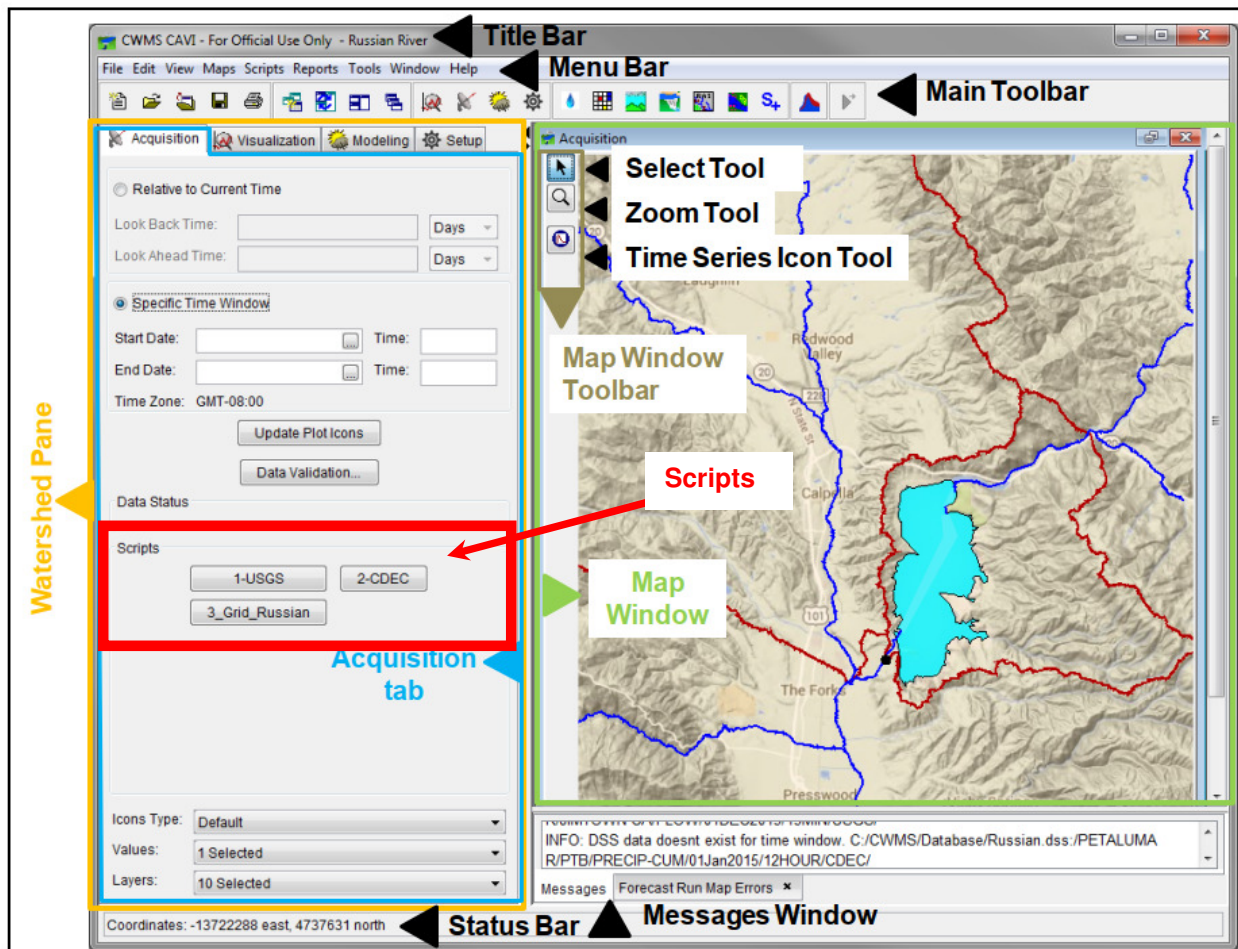 CWMS CAVI - For Official Use Only - Russian River
Title Bar
File Edit View Maps Scripts Reports Tools Window Help
Menu Bar
Main Toolbar
Acquisition Visualization Modeling Setup
Relative to Current Time
Look Back Time: Days
Look Ahead Time: Days
Specific Time Window
Start Date: ... Time:
End Date: ... Time:
Time Zone: GMT-08:00
Update Plot Icons
Data Validation...
Data Status
Scripts
1-USGS 2-CDEC
3_Grid_Russian
Acquisition
tab
Watershed Pane
Icons Type: Default
Values: 1 Selected
Layers: 10 Selected
Acquisition
Select Tool
Zoom Tool
Time Series Icon Tool
20
Laughlin
Redwood
Valley
Map Window
Toolbar
20
N State St
Scripts
Calpella
Map
Window
101
The Forks
Presswood
INFO: DSS data doesnt exist for time window. C:/CWMS/Database/Russian.dss:/PETALUMA
R/PTB/PRECIP-CUM/01Jan2015/12HOUR/CDEC/
Messages Forecast Run Map Errors ×
Messages Window
Coordinates: -13722288 east, 4737631 north
Status Bar